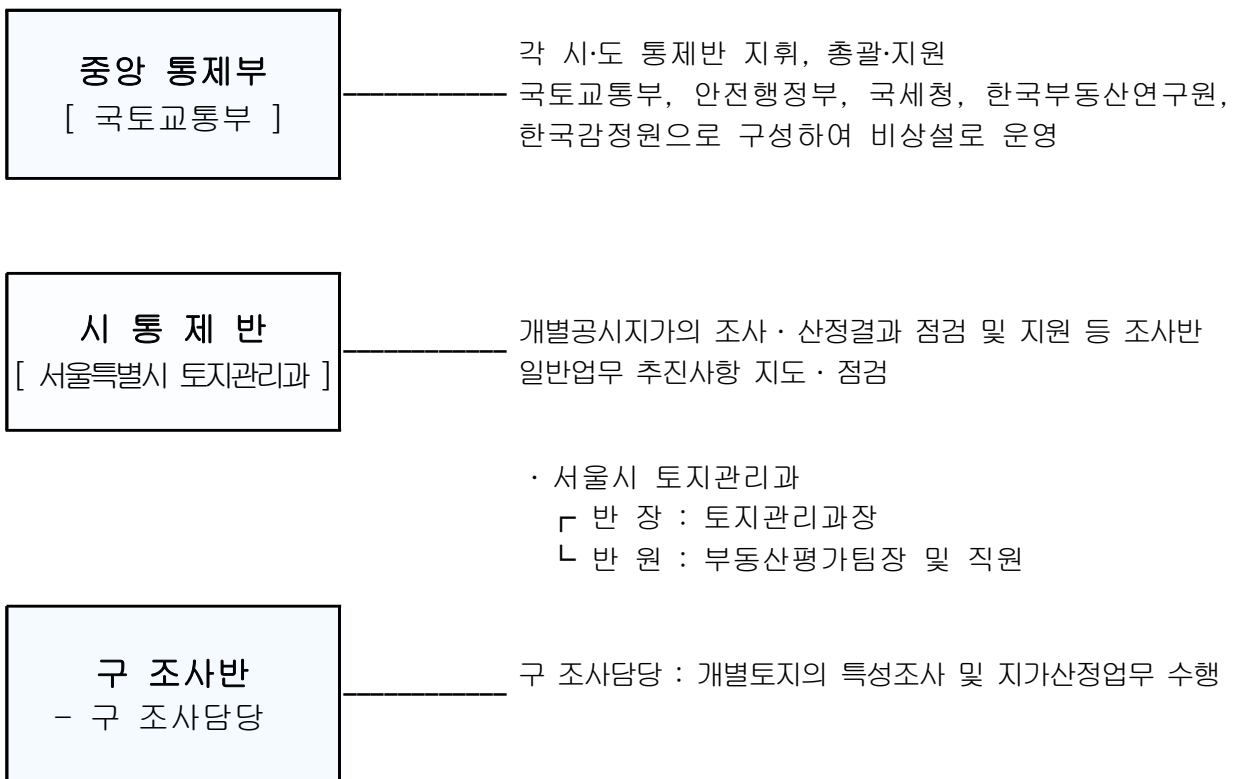 중앙 통제부
[ 국토교통부 ]
각 시·도 통제반 지휘, 총괄·지원
국토교통부, 안전행정부, 국세청, 한국부동산연구원,
한국감정원으로 구성하여 비상설로 운영
시 통 제 반
[ 서울특별시 토지관리과 ]
개별공시지가의 조사 · 산정결과 점검 및 지원 등 조사반
일반업무 추진사항 지도 · 점검
· 서울시 토지관리과
┌ 반 장 : 토지관리과장
└ 반 원 : 부동산평가팀장 및 직원
구 조사반
- 구 조사담당
구 조사담당 : 개별토지의 특성조사 및 지가산정업무 수행